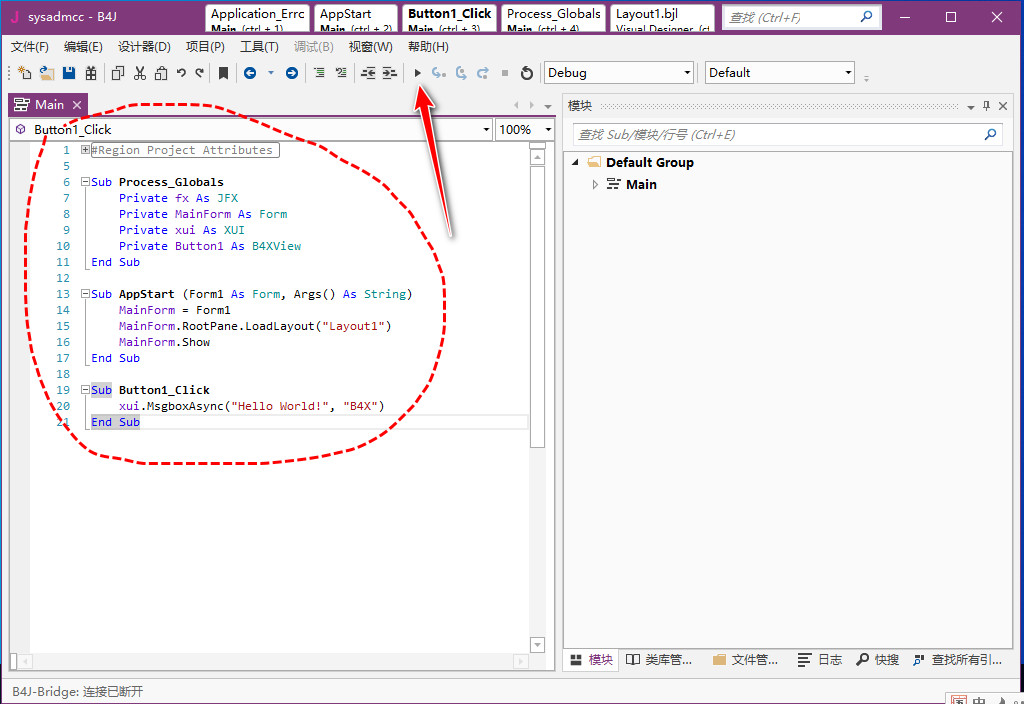 sysadmcc - B4J
Application_Errc
Main (ctrl + 1)
AppStart
Main (ctrl + 2)
Button1_Click
Main (ctrl + 3)
Process_Globals
Main (ctrl + 4)
Layout1.bjl
Visual Designer (ct
查找 (Ctrl+F)
文件(F) 编辑(E) 设计器(D) 项目(P) 工具(T) 调试(B) 视窗(W) 帮助(H)
Debug Default
Main
Button1_Click 100%
1 #Region Project Attributes
5
6 Sub Process_Globals
7 Private fx As JFX
8 Private MainForm As Form
9 Private xui As XUI
10 Private Button1 As B4XView
11 End Sub
12
13 Sub AppStart (Form1 As Form, Args() As String)
14 MainForm = Form1
15 MainForm.RootPane.LoadLayout("Layout1")
16 MainForm.Show
17 End Sub
18
19 Sub Button1_Click
20 xui.MsgboxAsync("Hello World!", "B4X")
21 End Sub
模块
查找 Sub/模块/行号 (Ctrl+E)
Default Group
Main
模块 类库管... 文件管... 日志 快搜 查找所有引...
B4J-Bridge: 连接已断开